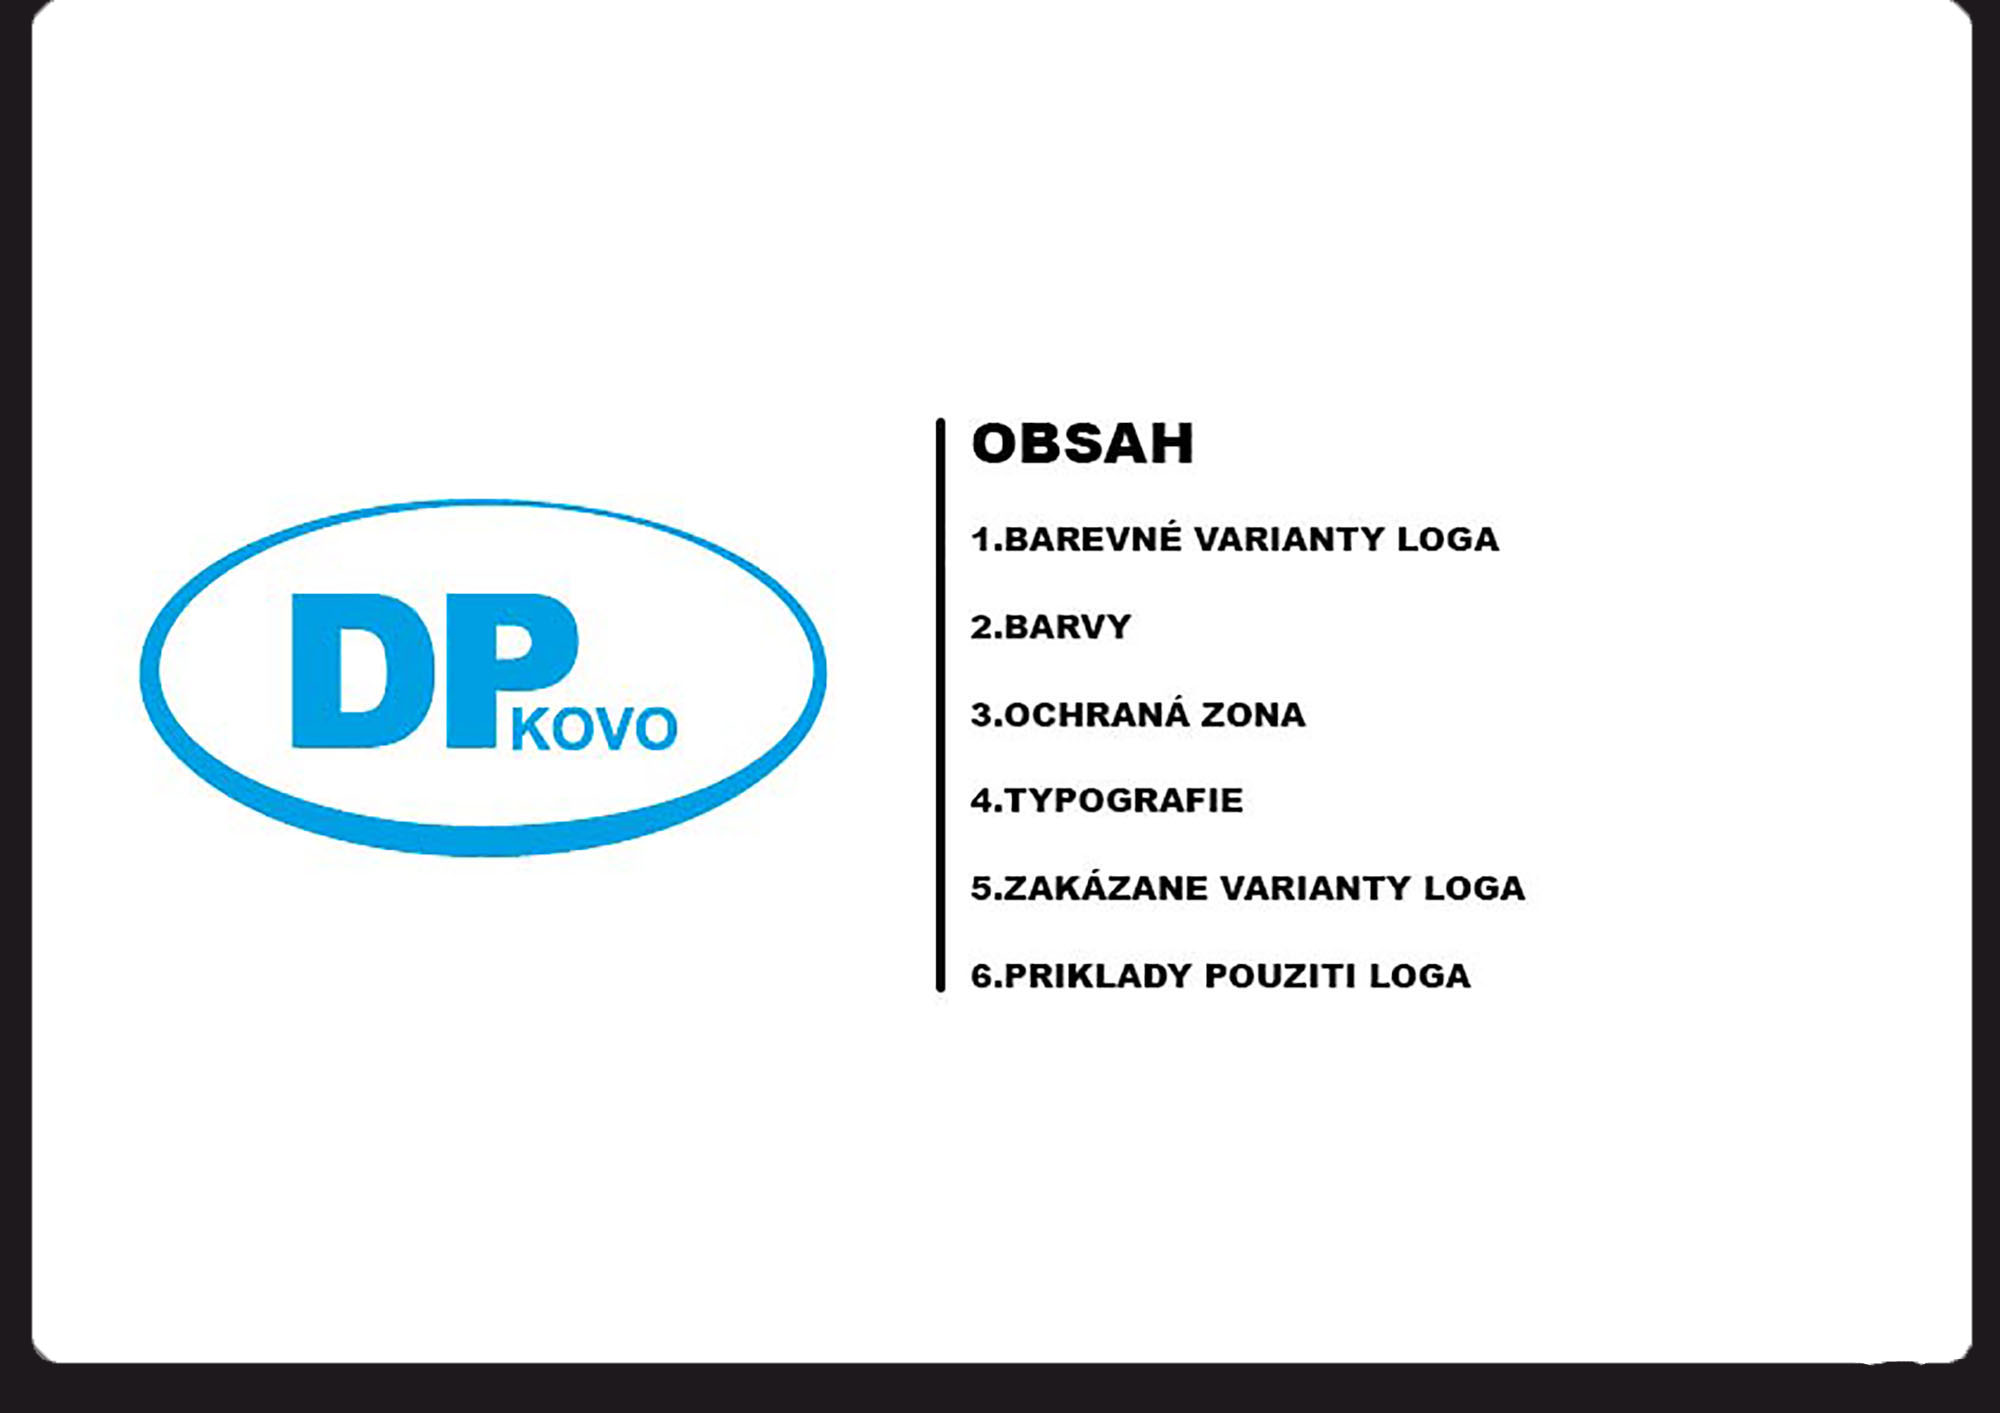 DP
KOVO
OBSAH
1.BAREVNÉ VARIANTY LOGA
2.BARVY
3.OCHRANÁ ZONA
4.TYPOGRAFIE
5.ZAKÁZANE VARIANTY LOGA
6.PRIKLADY POUZITI LOGA